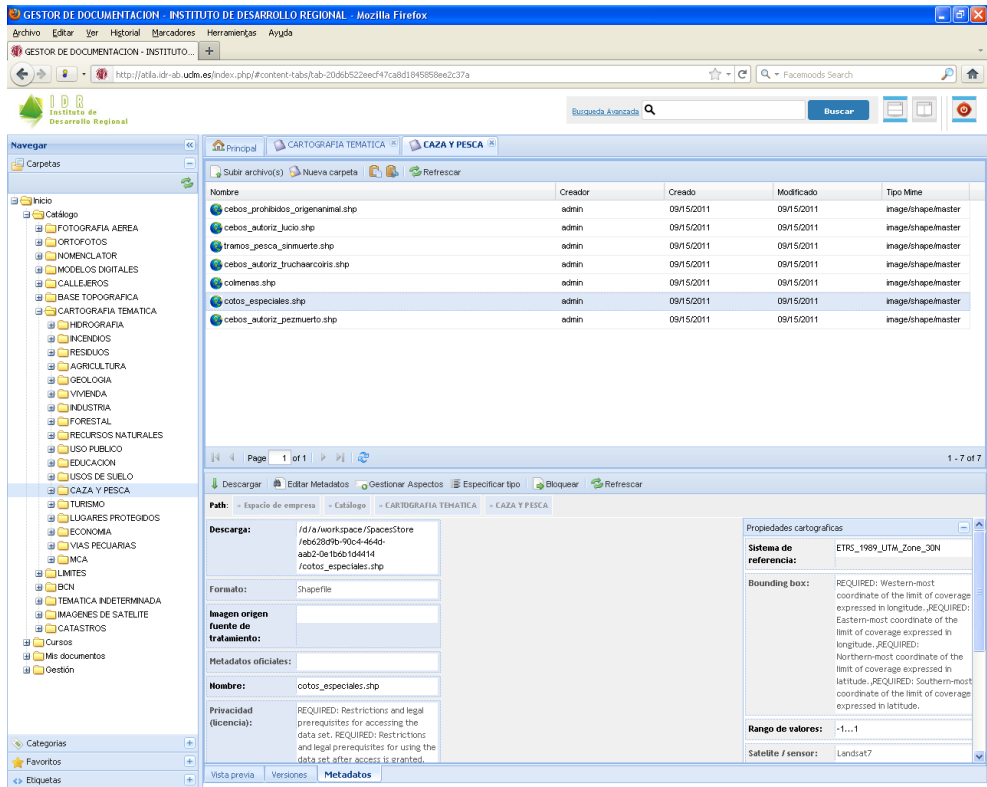 GESTOR DE DOCUMENTACION - INSTITUTO DE DESARROLLO REGIONAL - Mozilla Firefox
Archivo Editar Ver Historial Marcadores Herramientas Ayuda
GESTOR DE DOCUMENTACION - INSTITUTO...
http://atila.idr-ab.uclm.es/index.php/#content-tabs/tab-20d6b522eecf47ca8d1845858ee2c37a
Facemoods Search
IDR
Instituto de
Desarrollo Regional
Busqueda Avanzada
Buscar
Navegar
Carpetas
Inicio
Catálogo
FOTOGRAFIA AEREA
ORTOFOTOS
NOMENCLATOR
MODELOS DIGITALES
CALLEJEROS
BASE TOPOGRAFICA
CARTOGRAFIA TEMATICA
HIDROGRAFIA
INCENDIOS
RESIDUOS
AGRICULTURA
GEOLOGIA
VIVIENDA
INDUSTRIA
FORESTAL
RECURSOS NATURALES
USO PUBLICO
EDUCACION
USOS DE SUELO
CAZA Y PESCA
TURISMO
LUGARES PROTEGIDOS
ECONOMIA
VIAS PECUARIAS
MCA
LIMITES
BCN
TEMATICA INDETERMINADA
IMAGENES DE SATELITE
CATASTROS
Cursos
Mis documentos
Gestión
Categorias
Favoritos
Etiquetas
Principal CARTOGRAFIA TEMATICA CAZA Y PESCA
Subir archivo(s) Nueva carpeta Refrescar
Nombre Creador Creado Modificado Tipo Mime
cebos_prohibidos_origenanimal.shp admin 09/15/2011 09/15/2011 image/shape/master
cebos_autoriz_lucio.shp admin 09/15/2011 09/15/2011 image/shape/master
tramos_pesca_sinmuerte.shp admin 09/15/2011 09/15/2011 image/shape/master
cebos_autoriz_truchaarcoiris.shp admin 09/15/2011 09/15/2011 image/shape/master
colmenas.shp admin 09/15/2011 09/15/2011 image/shape/master
cotos_especiales.shp admin 09/15/2011 09/15/2011 image/shape/master
cebos_autoriz_pezmuerto.shp admin 09/15/2011 09/15/2011 image/shape/master
Page 1 of 1 1 - 7 of 7
Descargar Editar Metadatos Gestionar Aspectos Especificar tipo Bloquear Refrescar
Path: » Espacio de empresa » Catálogo » CARTOGRAFIA TEMATICA » CAZA Y PESCA
Descarga:
/d/a/workspace/SpacesStore
/eb628d9b-90c4-464d-
aab2-0e1b6b1d4414
/cotos_especiales.shp
Formato: Shapefile
Imagen origen
fuente de
tratamiento:
Metadatos oficiales:
Nombre: cotos_especiales.shp
Privacidad
(licencia):
REQUIRED: Restrictions and legal
prerequisites for accessing the
data set. REQUIRED: Restrictions
and legal prerequisites for using the
data set after access is granted.
Propiedades cartograficas
Sistema de
referencia:
ETRS_1989_UTM_Zone_30N
Bounding box:
REQUIRED: Western-most
coordinate of the limit of coverage
expressed in longitude.,REQUIRED:
Eastern-most coordinate of the
limit of coverage expressed in
longitude.,REQUIRED:
Northern-most coordinate of the
limit of coverage expressed in
latitude.,REQUIRED: Southern-most
coordinate of the limit of coverage
expressed in latitude.
Rango de valores: -1...1
Satelite / sensor: Landsat7
Vista previa Versiones Metadatos